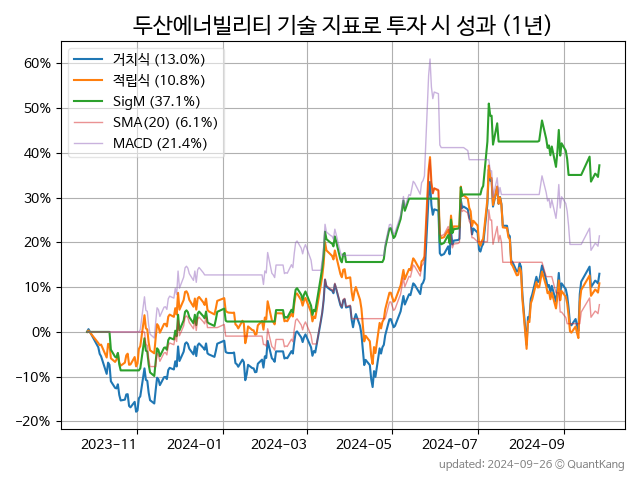 두산에너빌리티 기술 지표로 투자 시 성과 (1년)
60%
50%
40%
30%
20%
10%
0%
−10%
−20%
거치식 (13.0%)
적립식 (10.8%)
SigM (37.1%)
SMA(20) (6.1%)
MACD (21.4%)
2023-11
2024-01
2024-03
2024-05
2024-07
2024-09
updated: 2024-09-26 © QuantKang